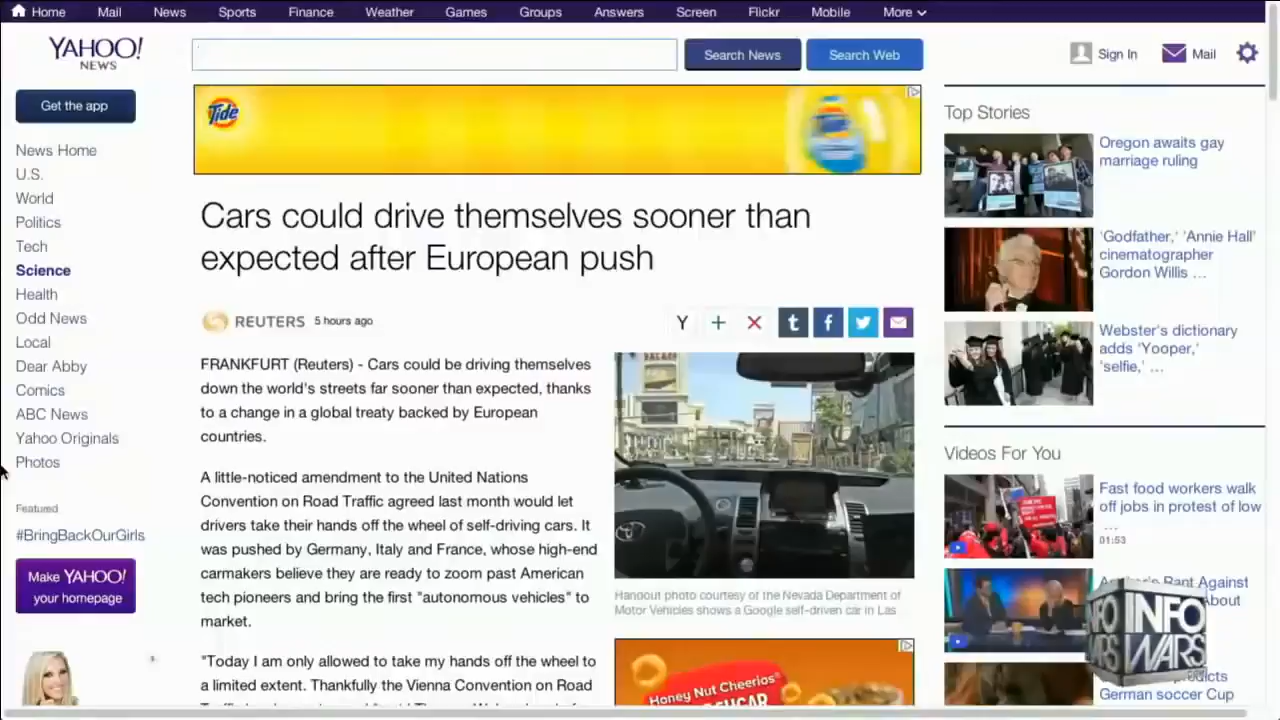 Home Mail News Sports Finance Weather Games Groups Answers Screen Flickr Mobile More
YAHOO!
NEWS
Search News
Search Web
Sign In
Mail
Get the app
News Home
U.S.
World
Politics
Tech
Science
Health
Odd News
Local
Dear Abby
Comics
ABC News
Yahoo Originals
Photos
Featured
#BringBackOurGirls
Make YAHOO!
your homepage
Tide
Cars could drive themselves sooner than
expected after European push
REUTERS 5 hours ago
Y
FRANKFURT (Reuters) - Cars could be driving themselves
down the world's streets far sooner than expected, thanks
to a change in a global treaty backed by European
countries.
A little-noticed amendment to the United Nations
Convention on Road Traffic agreed last month would let
drivers take their hands off the wheel of self-driving cars. It
was pushed by Germany, Italy and France, whose high-end
carmakers believe they are ready to zoom past American
tech pioneers and bring the first "autonomous vehicles" to
market.
"Today I am only allowed to take my hands off the wheel to
a limited extent. Thankfully the Vienna Convention on Road
Handout photo courtesy of the Nevada Department of
Motor Vehicles shows a Google self-driven car in Las
Honey Nut Cheerios
Top Stories
Oregon awaits gay
marriage ruling
'Godfather,' 'Annie Hall'
cinematographer
Gordon Willis ...
Webster's dictionary
adds 'Yooper,'
'selfie,' ...
Videos For You
Fast food workers walk
off jobs in protest of low
...
01:53
Rant Against
About
German soccer Cup
INFO
WARS